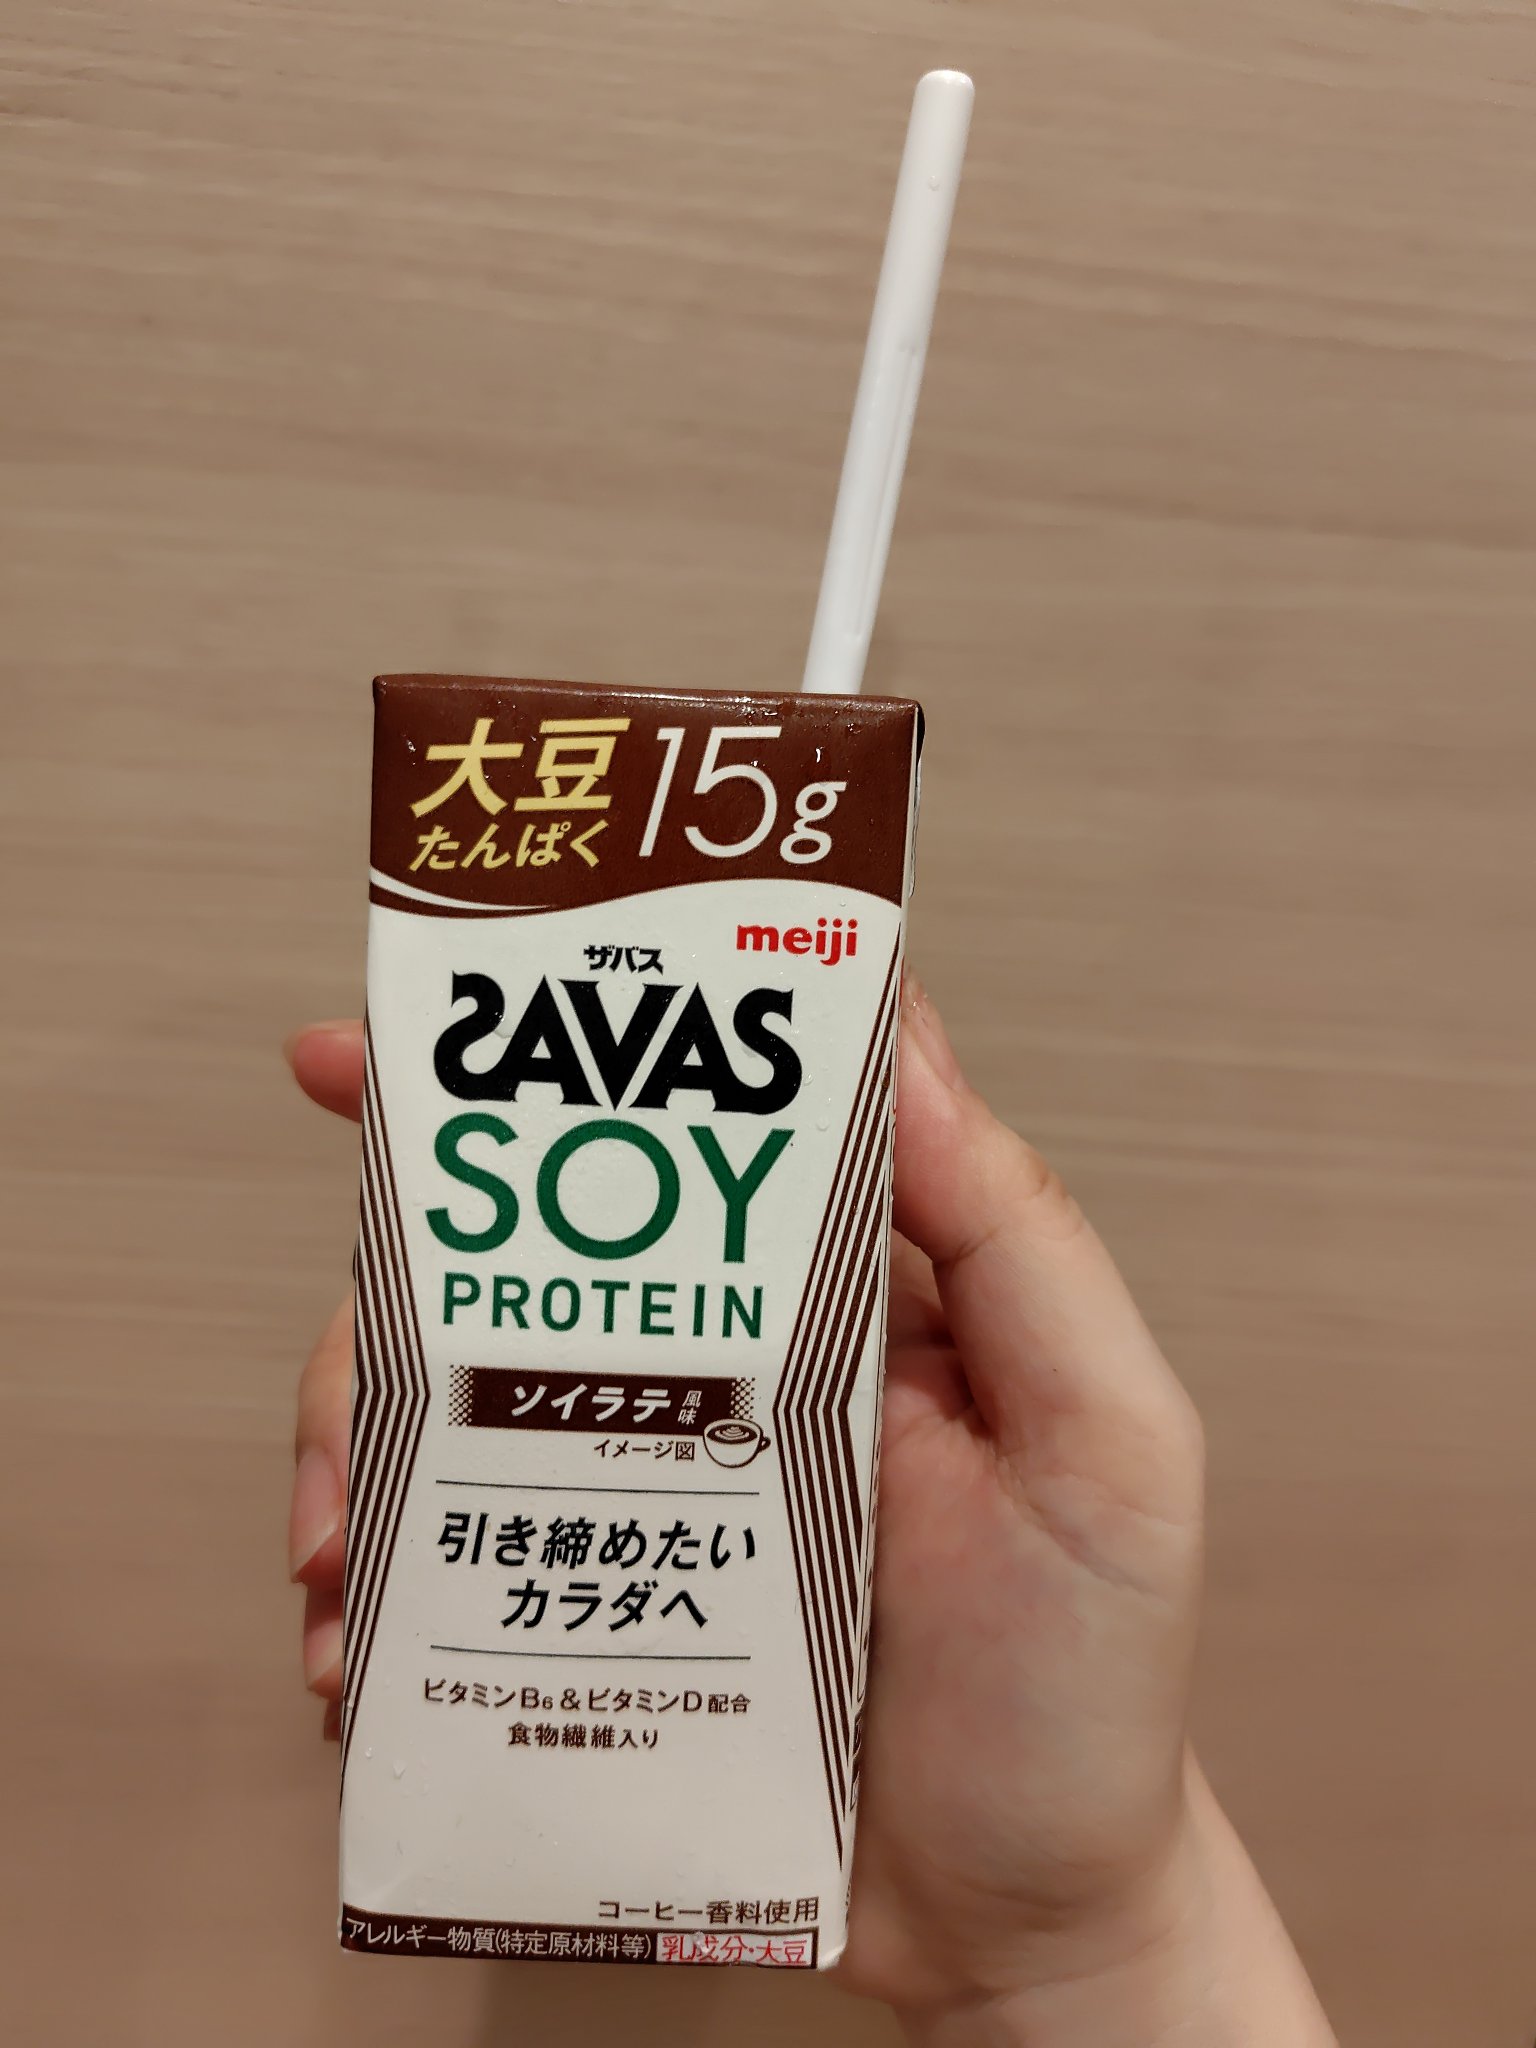 大豆 15g
たんぱく
meiji
ザバス
SAVAS
SOY
PROTEIN
ソイラテ風味
イメージ図
引き締めたい
カラダへ
ビタミンB6&ビタミンD配合
食物繊維入り
コーヒー香料使用
アレルギー物質(特定原材料等) 乳成分・大豆